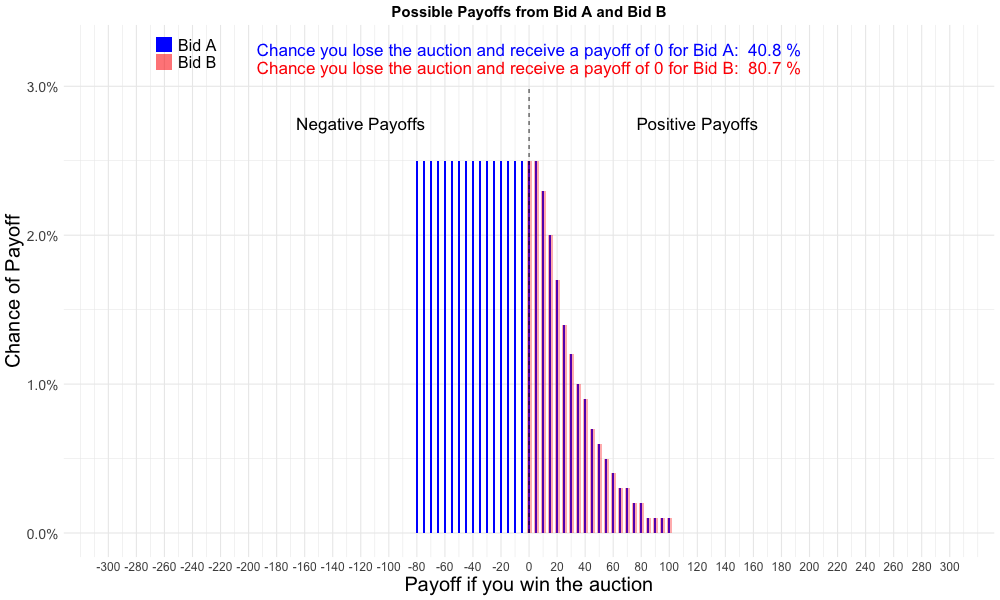 Possible Payoffs from Bid A and Bid B
Bid A
Bid B
Chance you lose the auction and receive a payoff of 0 for Bid A:  40.8 %
Chance you lose the auction and receive a payoff of 0 for Bid B:  80.7 %
Negative Payoffs
Positive Payoffs
Chance of Payoff
3.0%
2.0%
1.0%
0.0%
-300 -280 -260 -240 -220 -200 -180 -160 -140 -120 -100 -80 -60 -40 -20 0 20 40 60 80 100 120 140 160 180 200 220 240 260 280 300
Payoff if you win the auction